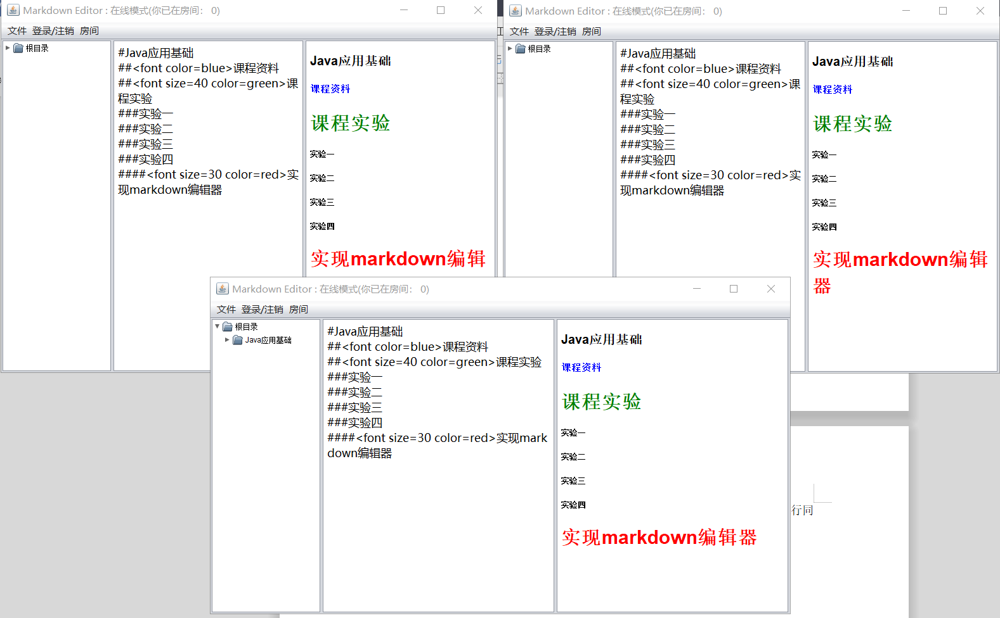 Markdown Editor : 在线模式(你已在房间： 0)
文件 登录/注销 房间
根目录
#Java应用基础
##<font color=blue>课程资料
##<font size=40 color=green>课
程实验
###实验一
###实验二
###实验三
###实验四
####<font size=30 color=red>实
现markdown编辑器
Java应用基础
课程资料
课程实验
实验一
实验二
实验三
实验四
实现markdown编辑
Markdown Editor : 在线模式(你已在房间： 0)
文件 登录/注销 房间
根目录
#Java应用基础
##<font color=blue>课程资料
##<font size=40 color=green>课
程实验
###实验一
###实验二
###实验三
###实验四
####<font size=30 color=red>实
现markdown编辑器
Java应用基础
课程资料
课程实验
实验一
实验二
实验三
实验四
实现markdown编辑
器
Markdown Editor : 在线模式(你已在房间： 0)
文件 登录/注销 房间
根目录
Java应用基础
#Java应用基础
##<font color=blue>课程资料
##<font size=40 color=green>课程实验
###实验一
###实验二
###实验三
###实验四
####<font size=30 color=red>实现mark
down编辑器
Java应用基础
课程资料
课程实验
实验一
实验二
实验三
实验四
实现markdown编辑器
行同